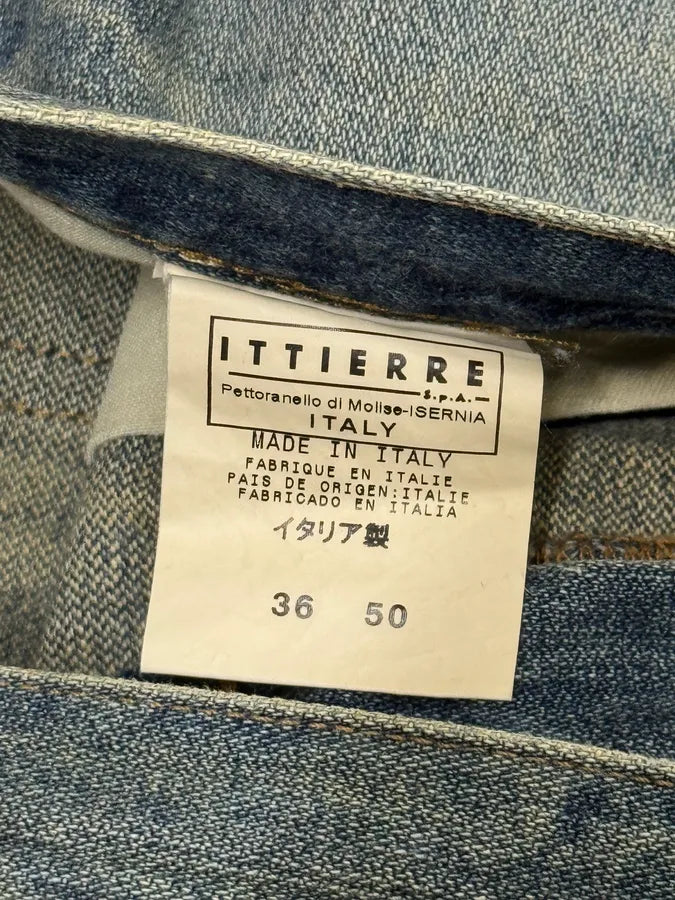 ITTIERRE
S.p.A.
Pettoranello di Molise-ISERNIA
ITALY
MADE IN ITALY
FABRIQUE EN ITALIE
PAIS DE ORIGEN:ITALIE
FABRICADO EN ITALIA
イタリア製
36 50